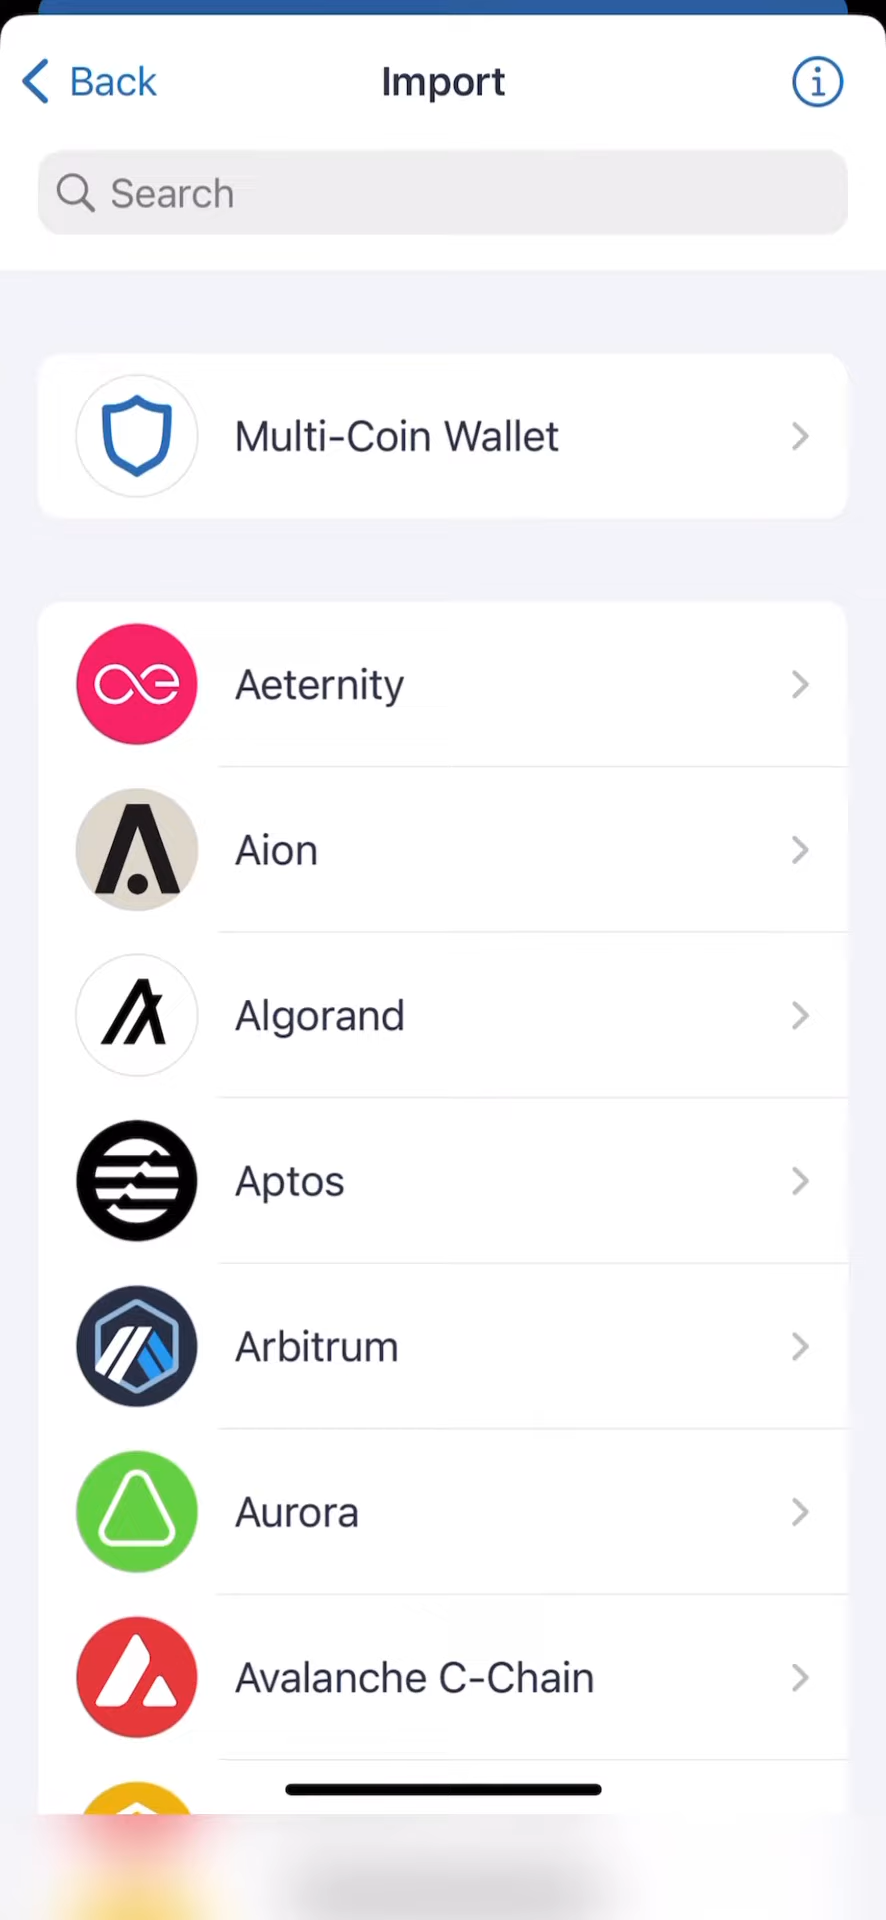 Back
Import
Search
Multi-Coin Wallet
Aeternity
Aion
Algorand
Aptos
Arbitrum
Aurora
Avalanche C-Chain